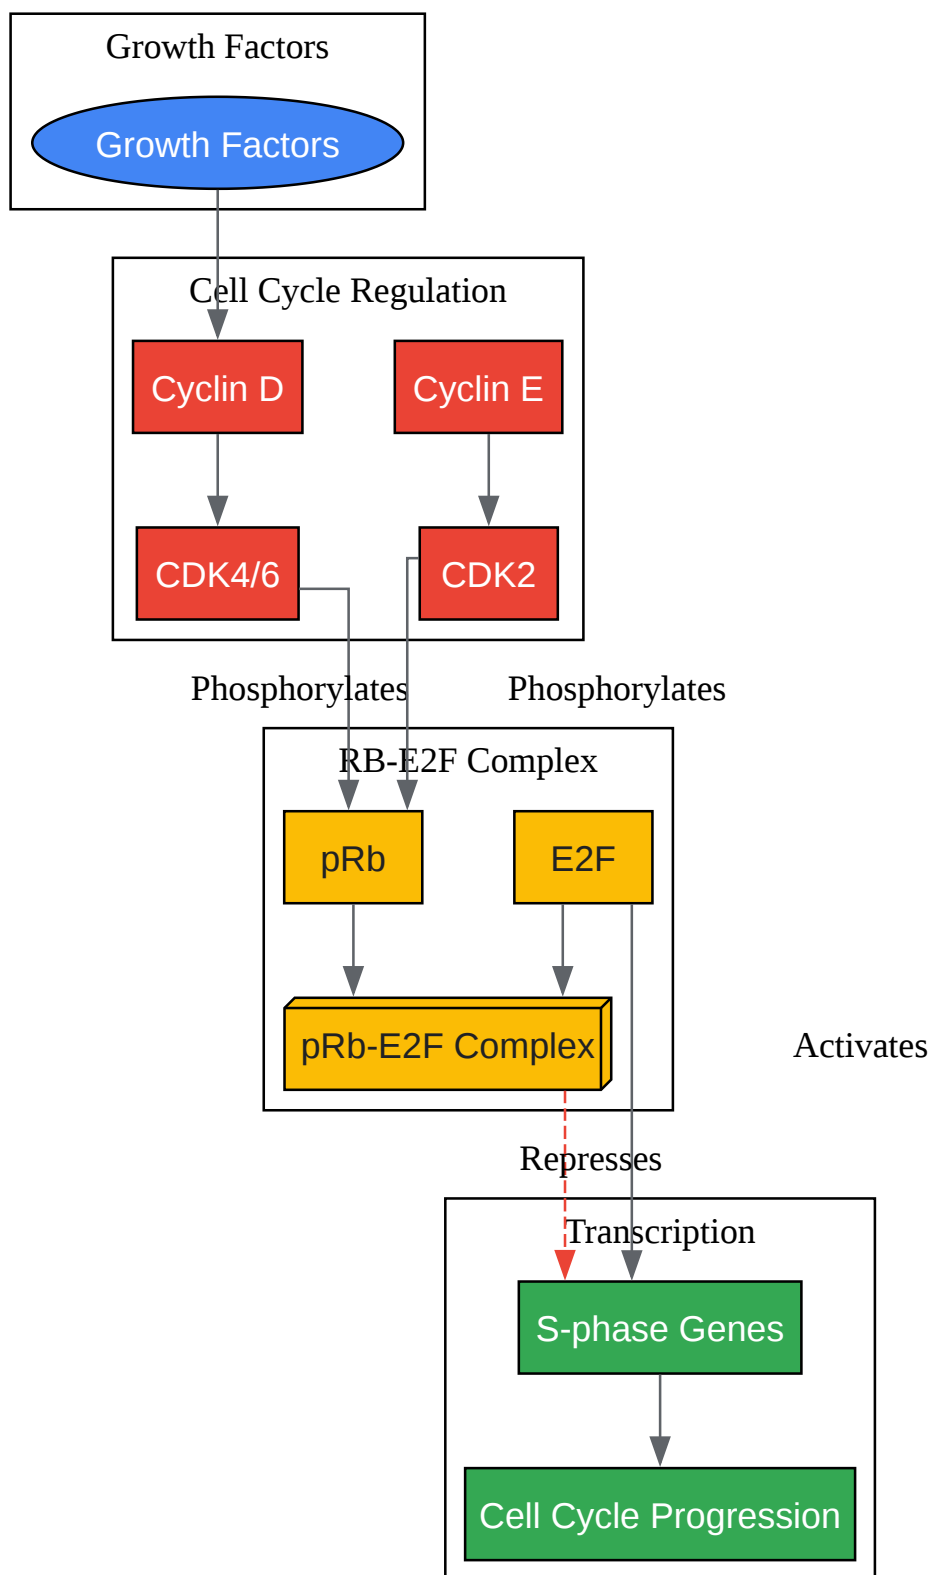 Growth Factors
Growth Factors
Cell Cycle Regulation
Cyclin D
Cyclin E
CDK4/6
CDK2
Phosphorylates
Phosphorylates
RB-E2F Complex
pRb
E2F
pRb-E2F Complex
Activates
Represses
Transcription
S-phase Genes
Cell Cycle Progression